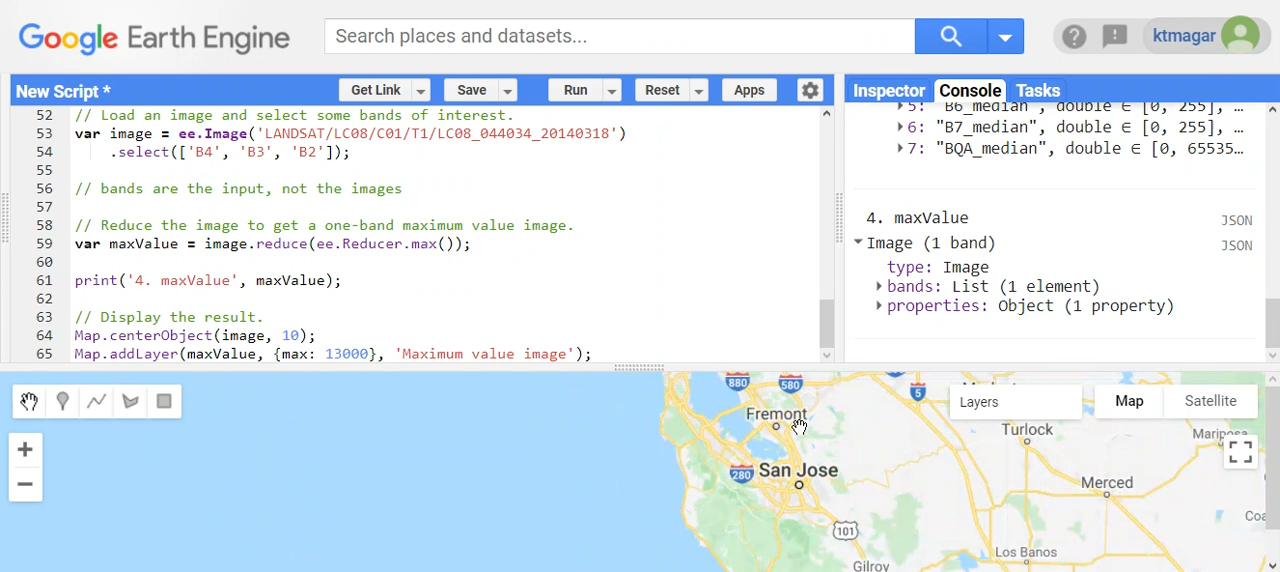 Google Earth Engine
Search places and datasets...
ktmagar
New Script *
Get Link
Save
Run
Reset
Apps
Inspector
Console
Tasks
52 // Load an image and select some bands of interest.
53 var image = ee.Image('LANDSAT/LC08/C01/T1/LC08_044034_20140318')
54 .select(['B4', 'B3', 'B2']);
55
56 // bands are the input, not the images
57
58 // Reduce the image to get a one-band maximum value image.
59 var maxValue = image.reduce(ee.Reducer.max());
60
61 print('4. maxValue', maxValue);
62
63 // Display the result.
64 Map.centerObject(image, 10);
65 Map.addLayer(maxValue, {max: 13000}, 'Maximum value image');
5: "B6_median", double ∈ [0, 255], …
6: "B7_median", double ∈ [0, 255], …
7: "BQA_median", double ∈ [0, 65535…
4. maxValue
JSON
Image (1 band)
JSON
type: Image
bands: List (1 element)
properties: Object (1 property)
Layers
Map
Satellite
880
580
5
Fremont
Turlock
280
San Jose
Merced
101
Los Banos
Gilroy